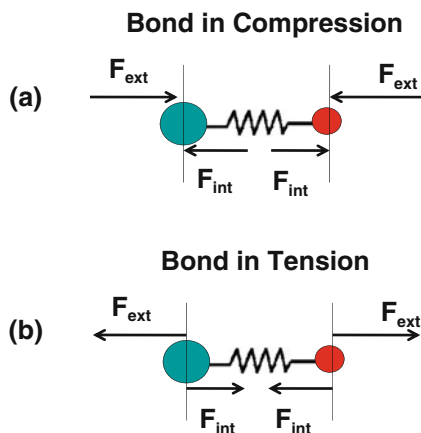 Bond in Compression
F_ext F_ext
(a)
F_int F_int
Bond in Tension
F_ext F_ext
(b)
F_int F_int